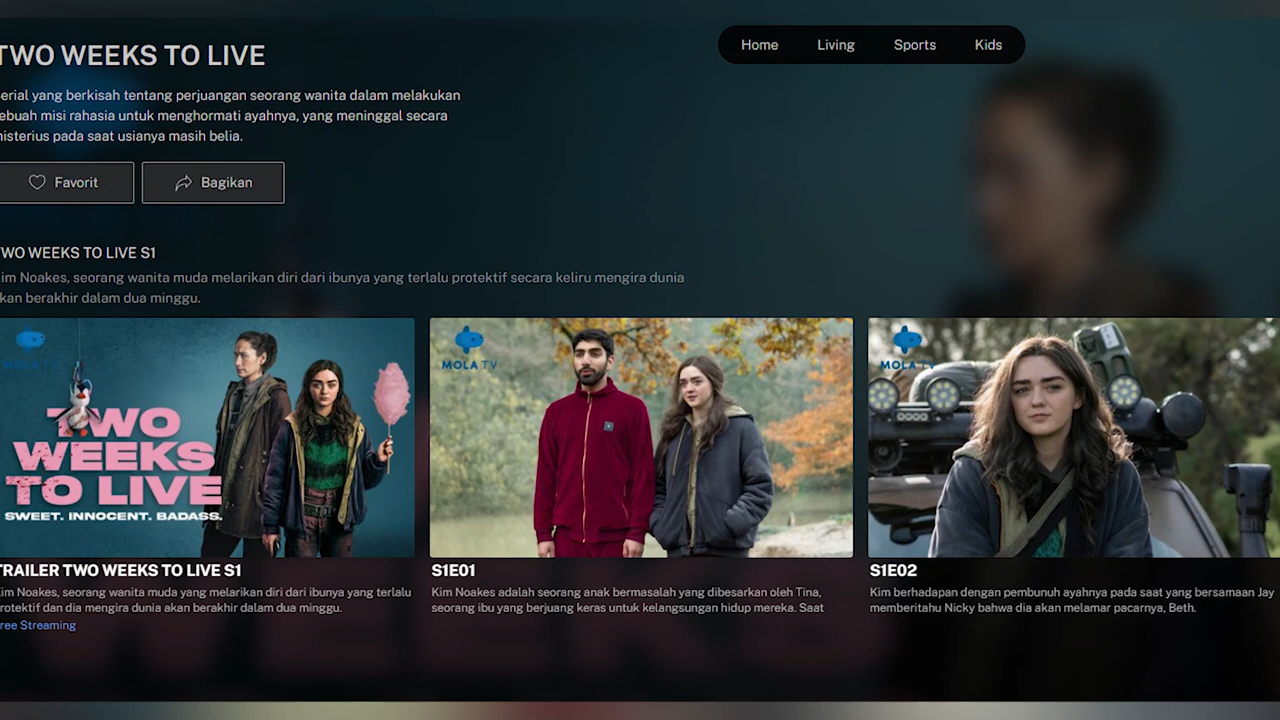 TWO WEEKS TO LIVE
Home Living Sports Kids
erial yang berkisah tentang perjuangan seorang wanita dalam melakukan
ebuah misi rahasia untuk menghormati ayahnya, yang meninggal secara
misterius pada saat usianya masih belia.
Favorit Bagikan
WO WEEKS TO LIVE S1
im Noakes, seorang wanita muda melarikan diri dari ibunya yang terlalu protektif secara keliru mengira dunia
kan berakhir dalam dua minggu.
MOLA TV
TWO
WEEKS
TO LIVE
SWEET. INNOCENT. BADASS.
MOLA TV
MOLA TV
TRAILER TWO WEEKS TO LIVE S1
im Noakes, seorang wanita muda yang melarikan diri dari ibunya yang terlalu
rotektif dan dia mengira dunia akan berakhir dalam dua minggu.
ree Streaming
S1E01
Kim Noakes adalah seorang anak bermasalah yang dibesarkan oleh Tina,
seorang ibu yang berjuang keras untuk kelangsungan hidup mereka. Saat
S1E02
Kim berhadapan dengan pembunuh ayahnya pada saat yang bersamaan Jay
memberitahu Nicky bahwa dia akan melamar pacarnya, Beth.